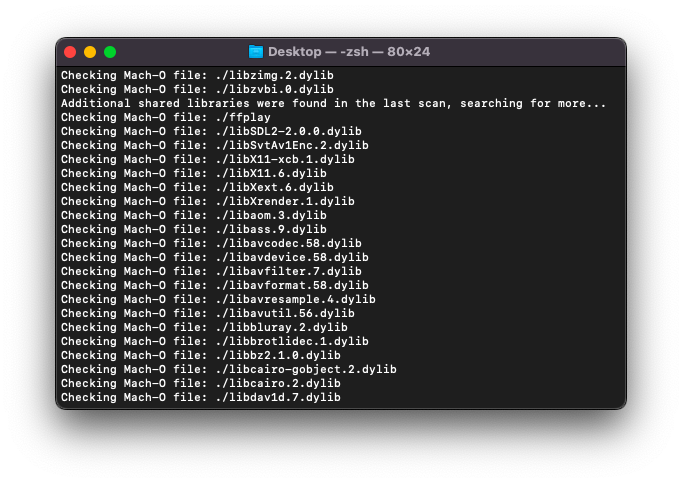 Desktop — -zsh — 80×24
Checking Mach-O file: ./libzimg.2.dylib
Checking Mach-O file: ./libzvbi.0.dylib
Additional shared libraries were found in the last scan, searching for more...
Checking Mach-O file: ./ffplay
Checking Mach-O file: ./libSDL2-2.0.0.dylib
Checking Mach-O file: ./libSvtAv1Enc.2.dylib
Checking Mach-O file: ./libX11-xcb.1.dylib
Checking Mach-O file: ./libX11.6.dylib
Checking Mach-O file: ./libXext.6.dylib
Checking Mach-O file: ./libXrender.1.dylib
Checking Mach-O file: ./libaom.3.dylib
Checking Mach-O file: ./libass.9.dylib
Checking Mach-O file: ./libavcodec.58.dylib
Checking Mach-O file: ./libavdevice.58.dylib
Checking Mach-O file: ./libavfilter.7.dylib
Checking Mach-O file: ./libavformat.58.dylib
Checking Mach-O file: ./libavresample.4.dylib
Checking Mach-O file: ./libavutil.56.dylib
Checking Mach-O file: ./libbluray.2.dylib
Checking Mach-O file: ./libbrotlidec.1.dylib
Checking Mach-O file: ./libbz2.1.0.dylib
Checking Mach-O file: ./libcairo-gobject.2.dylib
Checking Mach-O file: ./libcairo.2.dylib
Checking Mach-O file: ./libdav1d.7.dylib